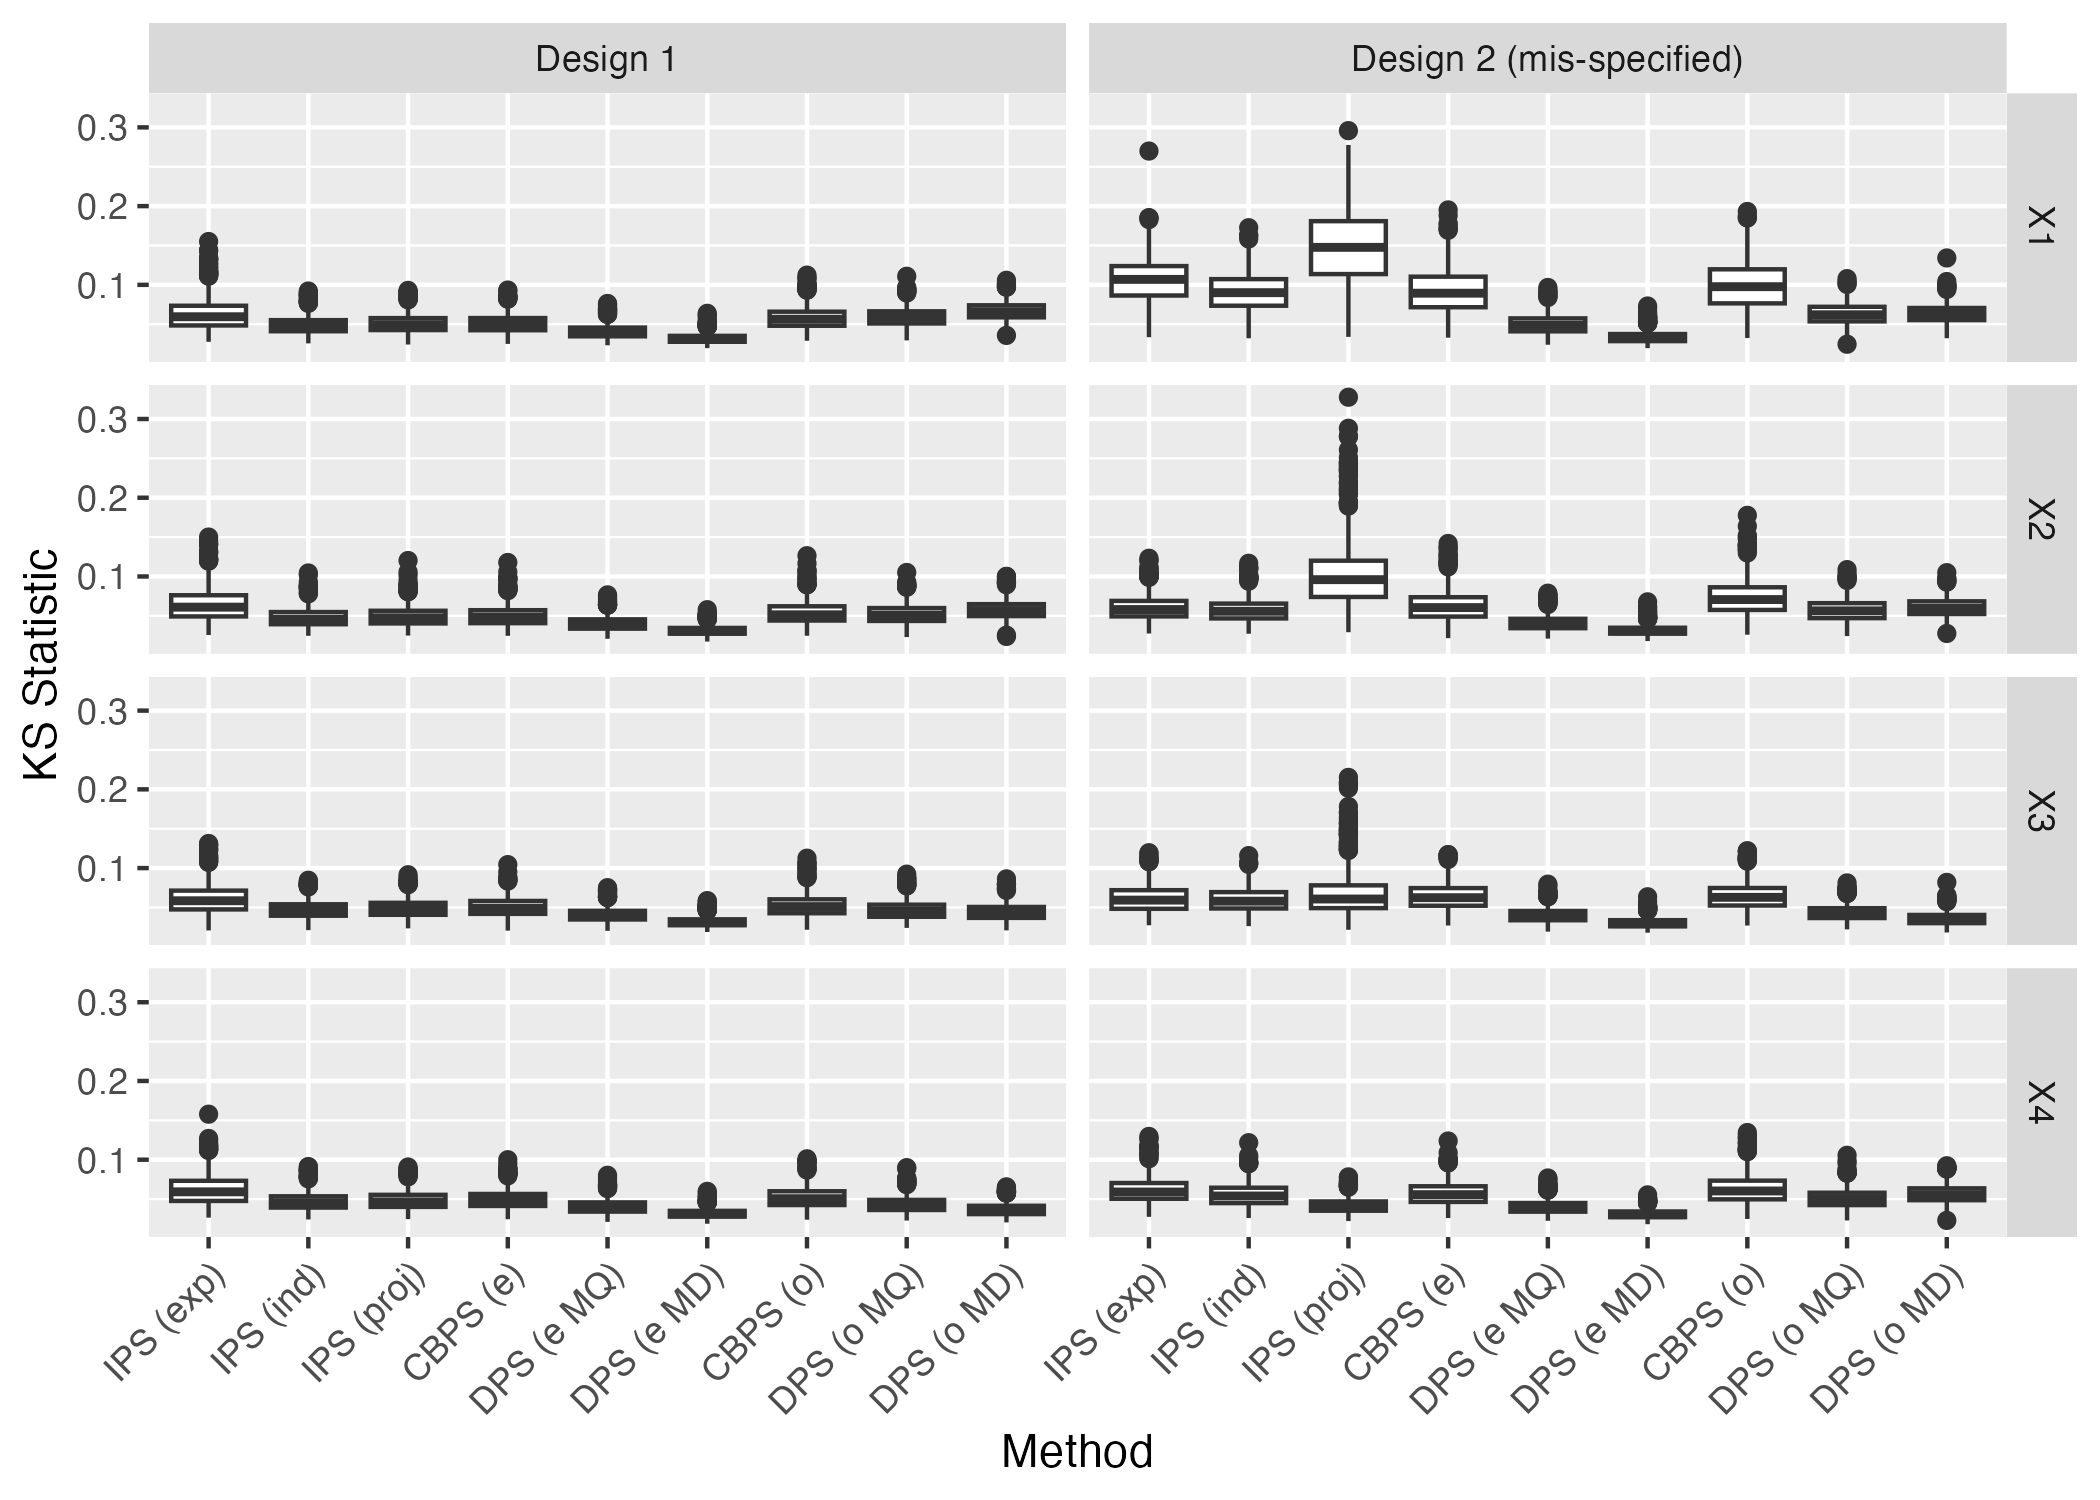 Design 1
Design 2 (mis-specified)
KS Statistic
0.3
0.2
0.1
X1
0.3
0.2
0.1
X2
0.3
0.2
0.1
X3
0.3
0.2
0.1
X4
IPS (exp)
IPS (ind)
IPS (proj)
CBPS (e)
DPS (e MQ)
DPS (e MD)
CBPS (o)
DPS (o MQ)
DPS (o MD)
IPS (exp)
IPS (ind)
IPS (proj)
CBPS (e)
DPS (e MQ)
DPS (e MD)
CBPS (o)
DPS (o MQ)
DPS (o MD)
Method